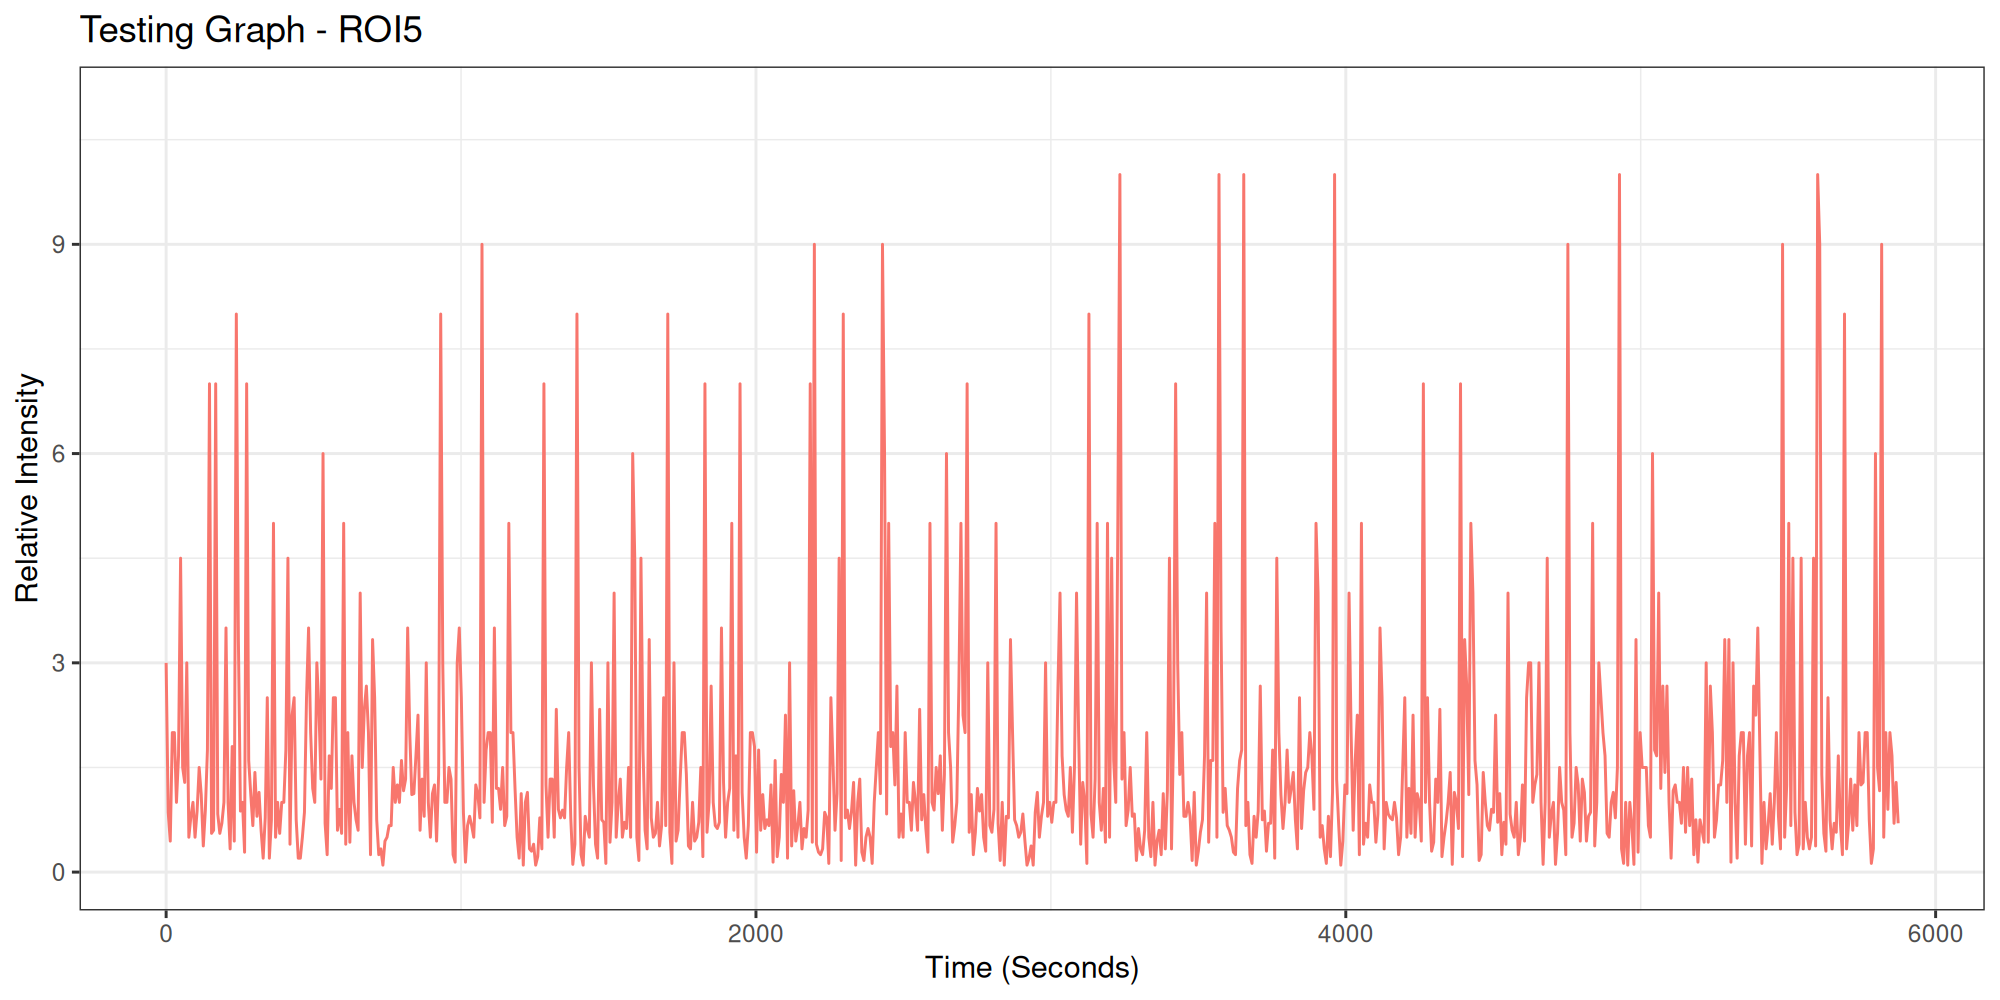 Testing Graph - ROI5
Relative Intensity
9
6
3
0
0 2000 4000 6000
Time (Seconds)